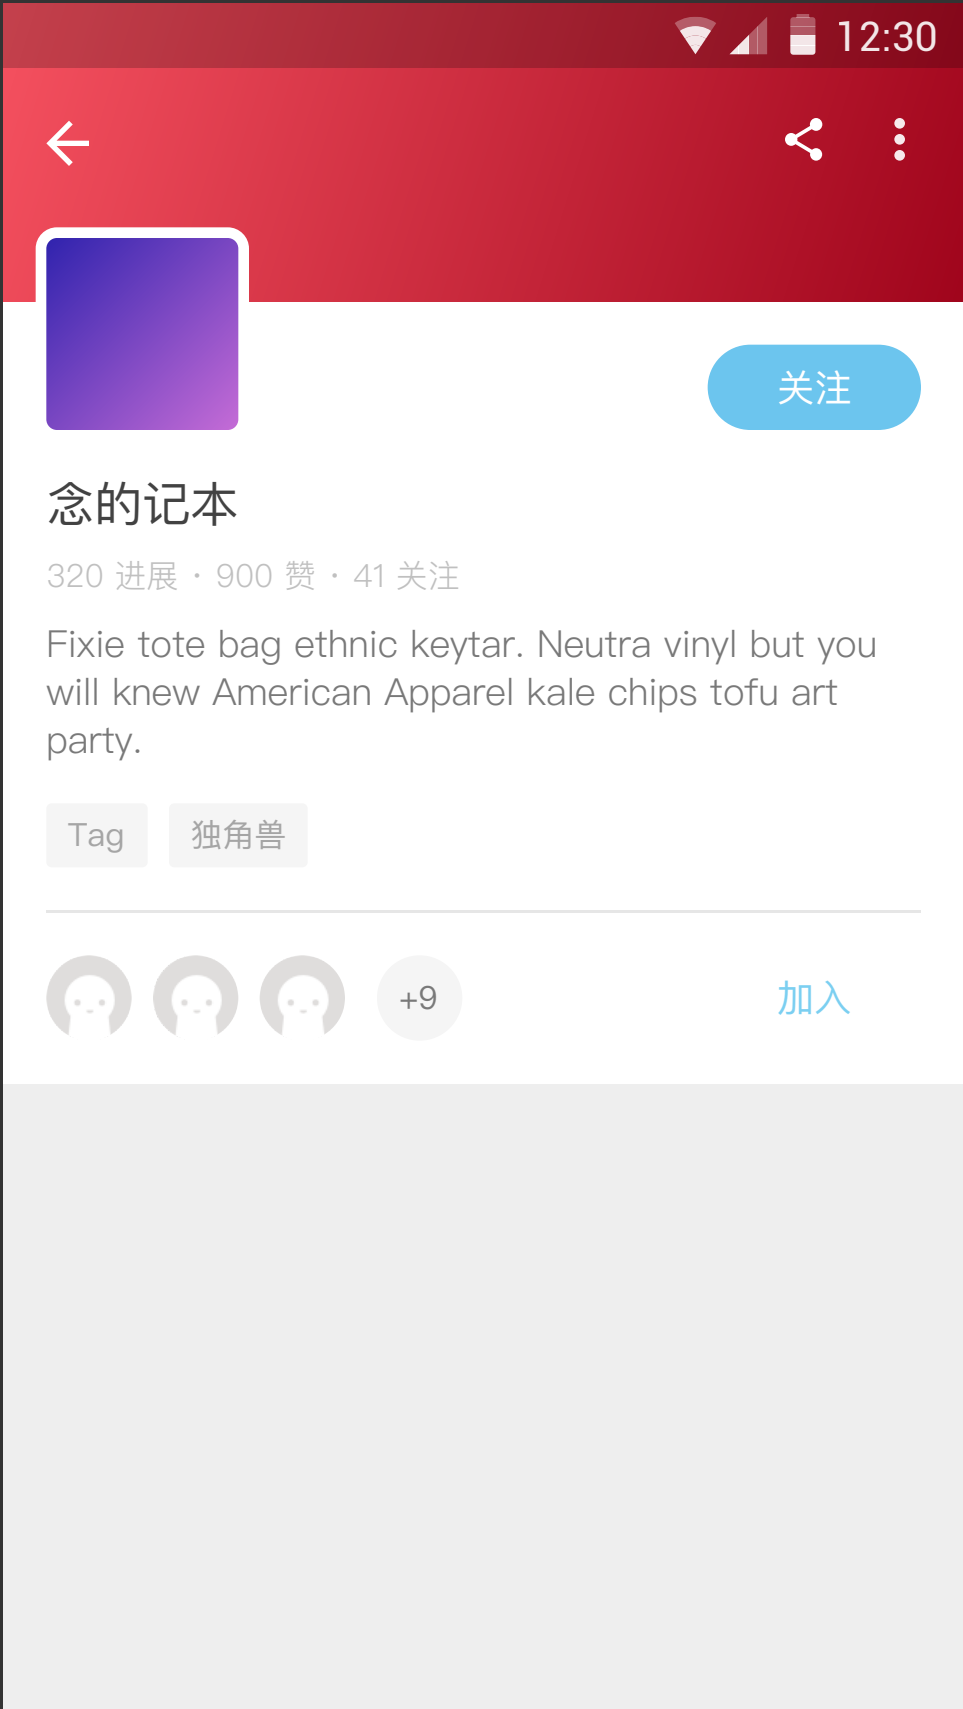 12:30
关注
念的记本
320 进展 · 900 赞 · 41 关注
Fixie tote bag ethnic keytar. Neutra vinyl but you
will knew American Apparel kale chips tofu art
party.
Tag 独角兽
+9 加入